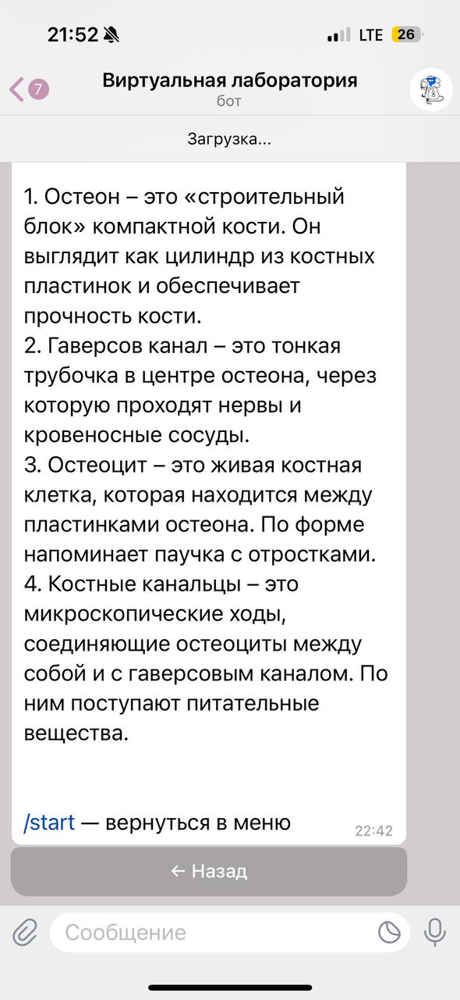 21:52
LTE
26
7
Виртуальная лаборатория
бот
Загрузка...
1. Остеон – это «строительный
блок» компактной кости. Он
выглядит как цилиндр из костных
пластинок и обеспечивает
прочность кости.
2. Гаверсов канал – это тонкая
трубочка в центре остеона, через
которую проходят нервы и
кровеносные сосуды.
3. Остеоцит – это живая костная
клетка, которая находится между
пластинками остеона. По форме
напоминает паучка с отростками.
4. Костные канальцы – это
микроскопические ходы,
соединяющие остеоциты между
собой и с гаверсовым каналом. По
ним поступают питательные
вещества.
/start — вернуться в меню
22:42
← Назад
Сообщение